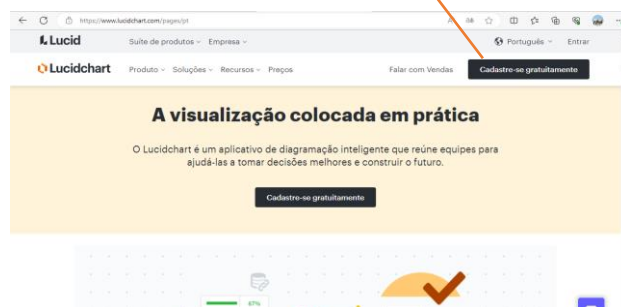 https://www.lucidchart.com/pages/pt
Lucid
Suíte de produtos
Empresa
Português
Entrar
Lucidchart
Produto
Soluções
Recursos
Preços
Falar com Vendas
Cadastre-se gratuitamente
A visualização colocada em prática
O Lucidchart é um aplicativo de diagramação inteligente que reúne equipes para
ajudá-las a tomar decisões melhores e construir o futuro.
Cadastre-se gratuitamente
67%